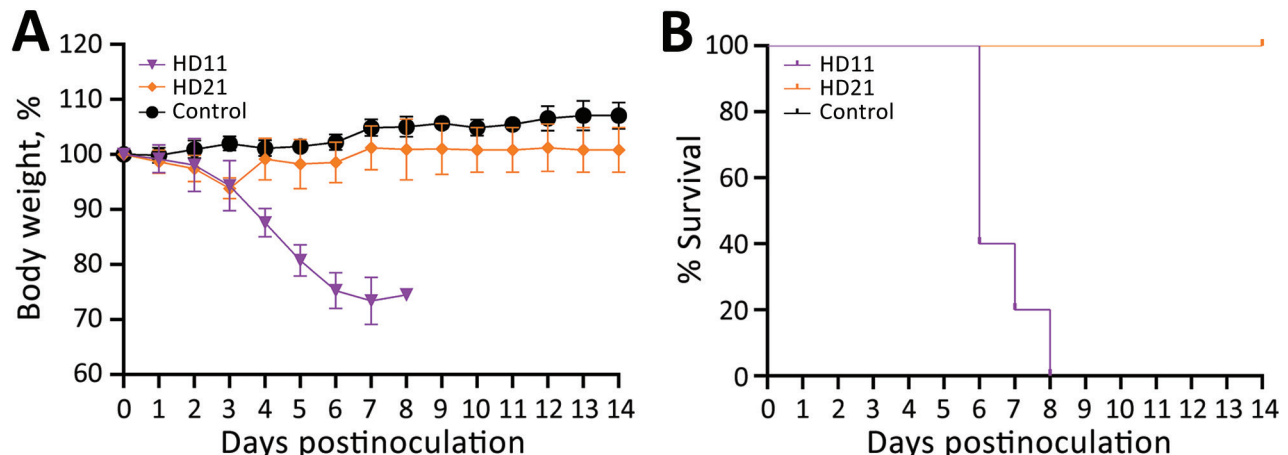 A
120
110
100
90
80
70
60
Body weight, %
HD11
HD21
Control
0 1 2 3 4 5 6 7 8 9 10 11 12 13 14
Days postinoculation
B
100
80
60
40
20
0
% Survival
HD11
HD21
Control
0 1 2 3 4 5 6 7 8 9 10 11 12 13 14
Days postinoculation